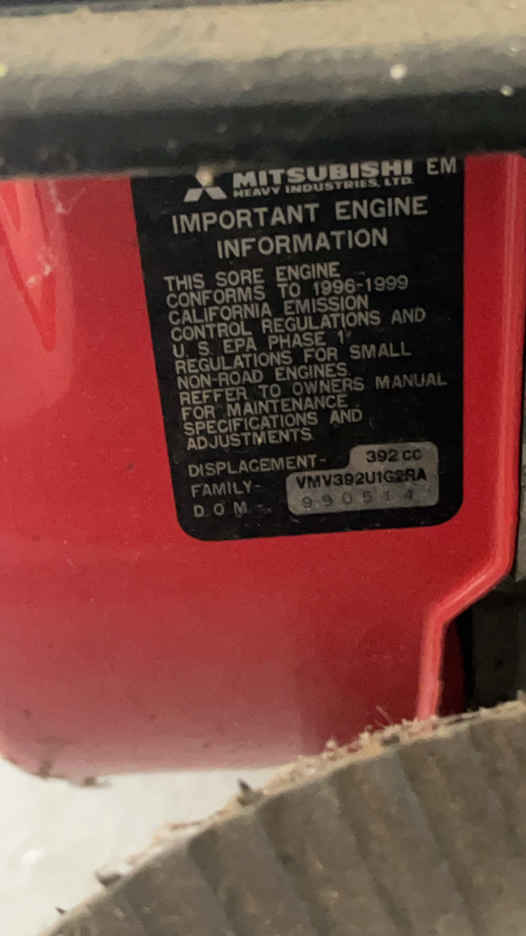 MITSUBISHI EM
HEAVY INDUSTRIES, LTD.
IMPORTANT ENGINE
INFORMATION
THIS SORE ENGINE
CONFORMS TO 1996-1999
CALIFORNIA EMISSION
CONTROL REGULATIONS AND
U. S. EPA PHASE 1
REGULATIONS FOR SMALL
NON-ROAD ENGINES.
REFFER TO OWNERS MANUAL
FOR MAINTENANCE
SPECIFICATIONS AND
ADJUSTMENTS.
DISPLACEMENT- 392 cc
FAMILY- VMV392U1G2RA
D O M - 990514